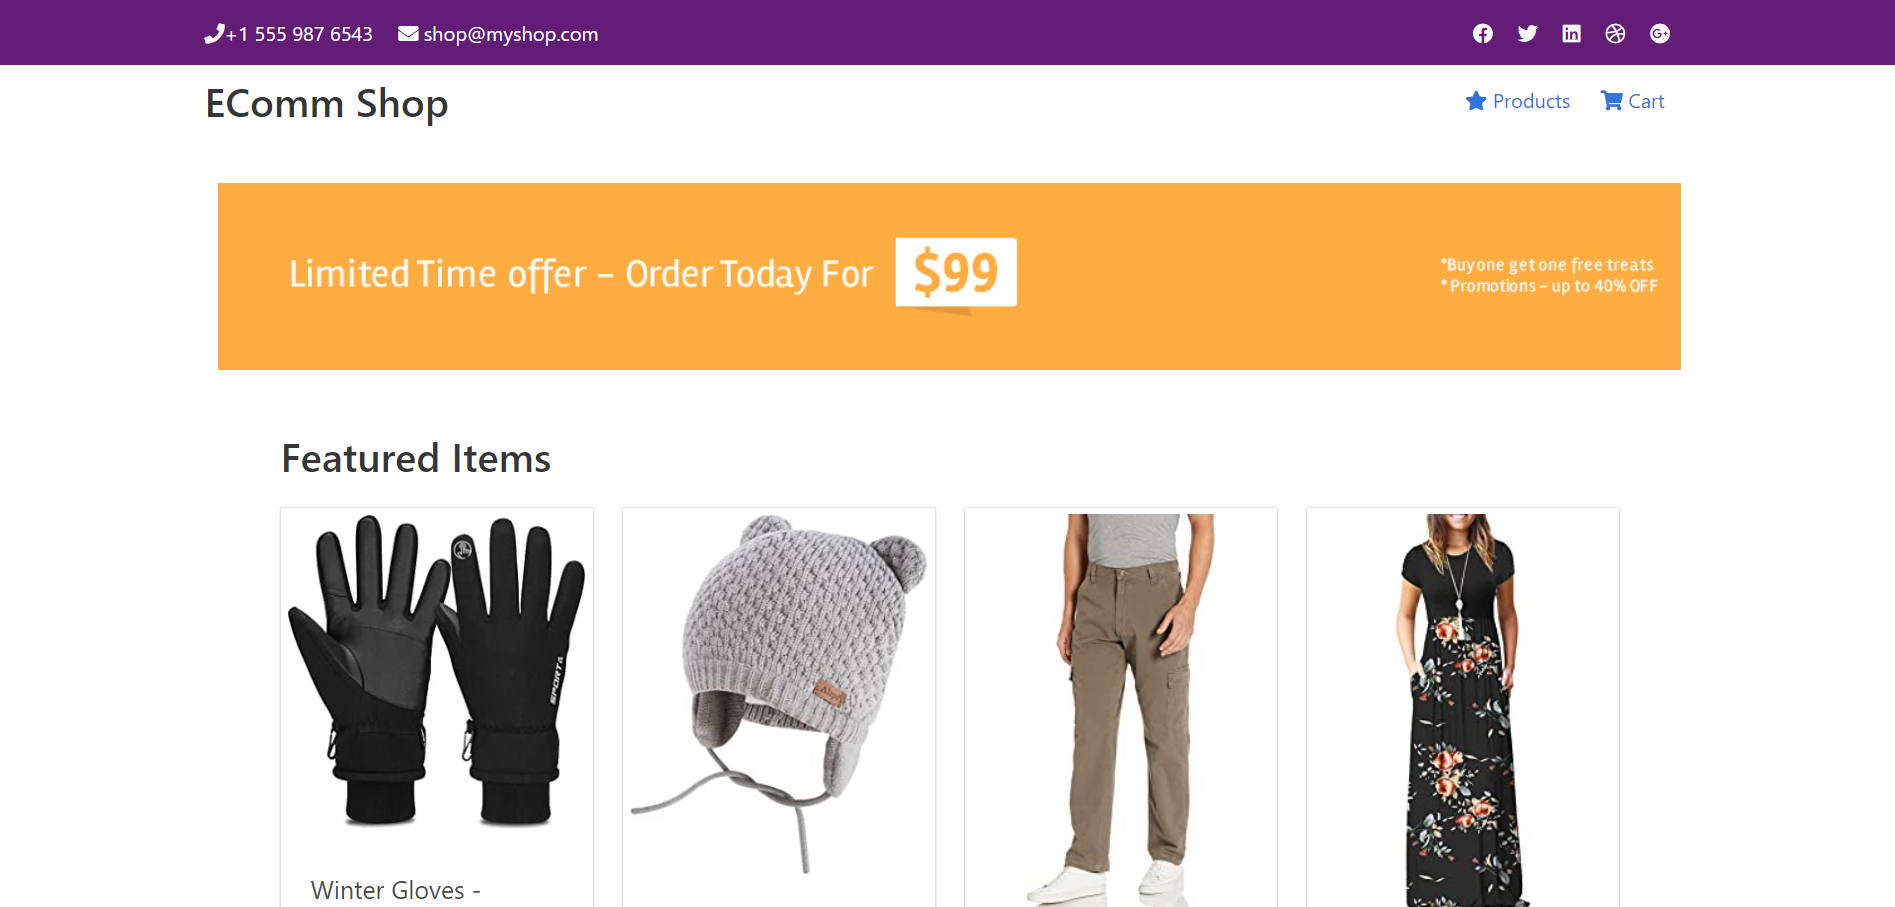 +1 555 987 6543 shop@myshop.com
EComm Shop
Products Cart
Limited Time offer – Order Today For $99
*Buy one get one free treats
* Promotions – up to 40% OFF
Featured Items
SPORT
Winter Gloves -